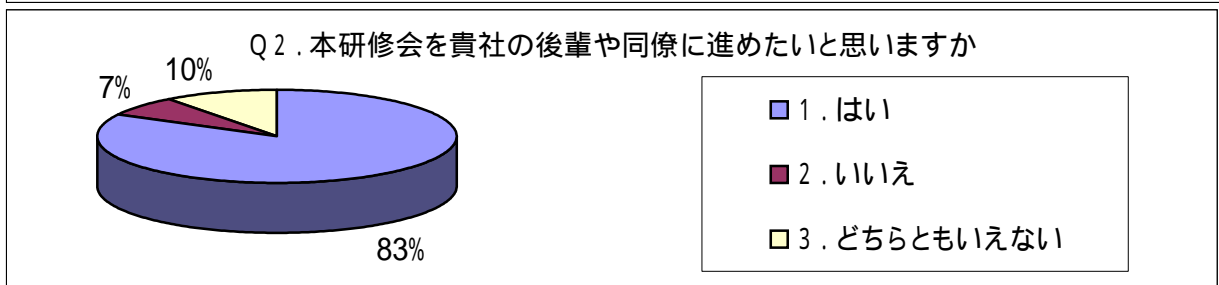 Q2.本研修会を貴社の後輩や同僚に進めたいと思いますか
10%
7%
83%
1.はい
2.いいえ
3.どちらともいえない